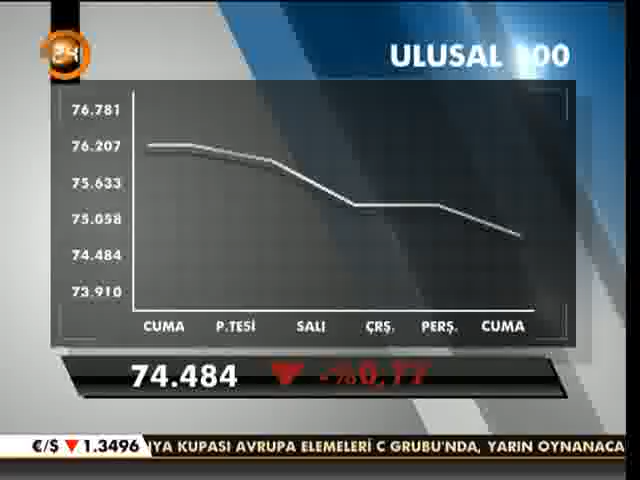 24
ULUSAL 100
76.781
76.207
75.633
75.058
74.484
73.910
CUMA P.TESİ SALI ÇRŞ. PERŞ. CUMA
74.484 ▼ -%0,77
€/$ ▼ 1.3496 YA KUPASI AVRUPA ELEMELERİ C GRUBU'NDA, YARIN OYNANACA